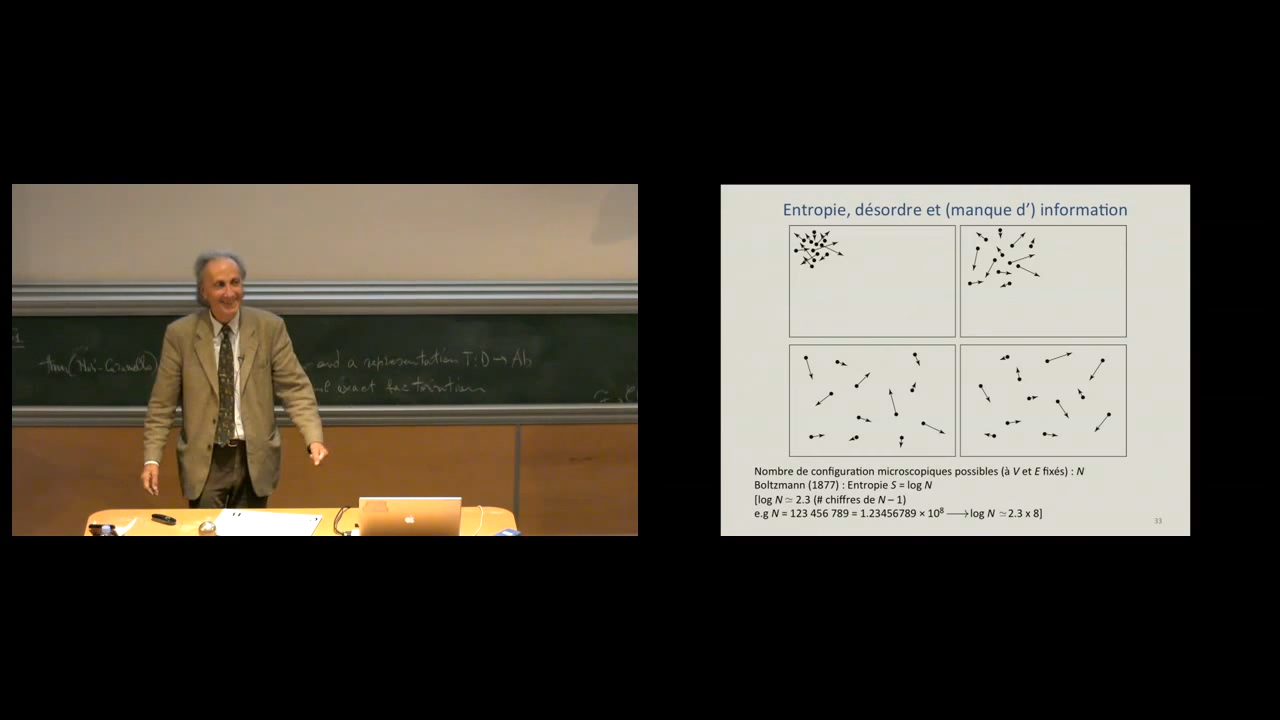 and a representation T: D → Ab
exact factorization
Entropie, désordre et (manque d’) information
Nombre de configuration microscopiques possibles (à V et E fixés) : N
Boltzmann (1877) : Entropie S = log N
[log N ≃ 2.3 (# chiffres de N – 1)
e.g N = 123 456 789 = 1.23456789 × 10⁸ ⟶ log N ≃ 2.3 x 8]
33